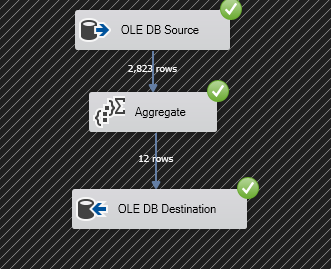 OLE DB Source
2,823 rows
Aggregate
12 rows
OLE DB Destination